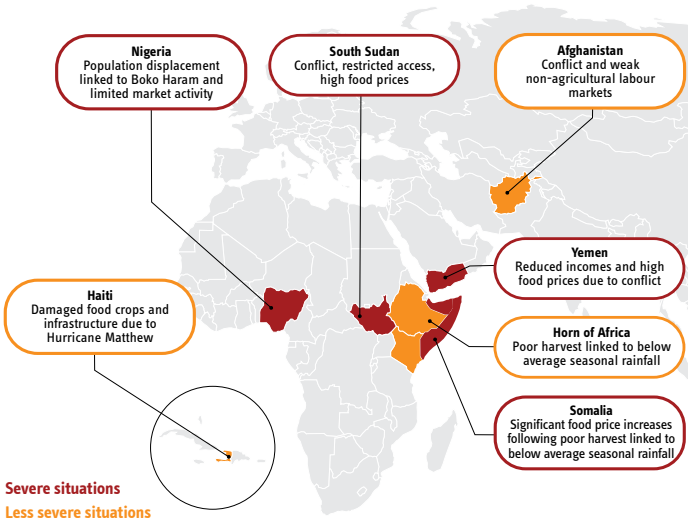 Nigeria
Population displacement
linked to Boko Haram and
limited market activity
South Sudan
Conflict, restricted access,
high food prices
Afghanistan
Conflict and weak
non-agricultural labour
markets
Yemen
Reduced incomes and high
food prices due to conflict
Haiti
Damaged food crops and
infrastructure due to
Hurricane Matthew
Horn of Africa
Poor harvest linked to below
average seasonal rainfall
Somalia
Significant food price increases
following poor harvest linked to
below average seasonal rainfall
Severe situations
Less severe situations